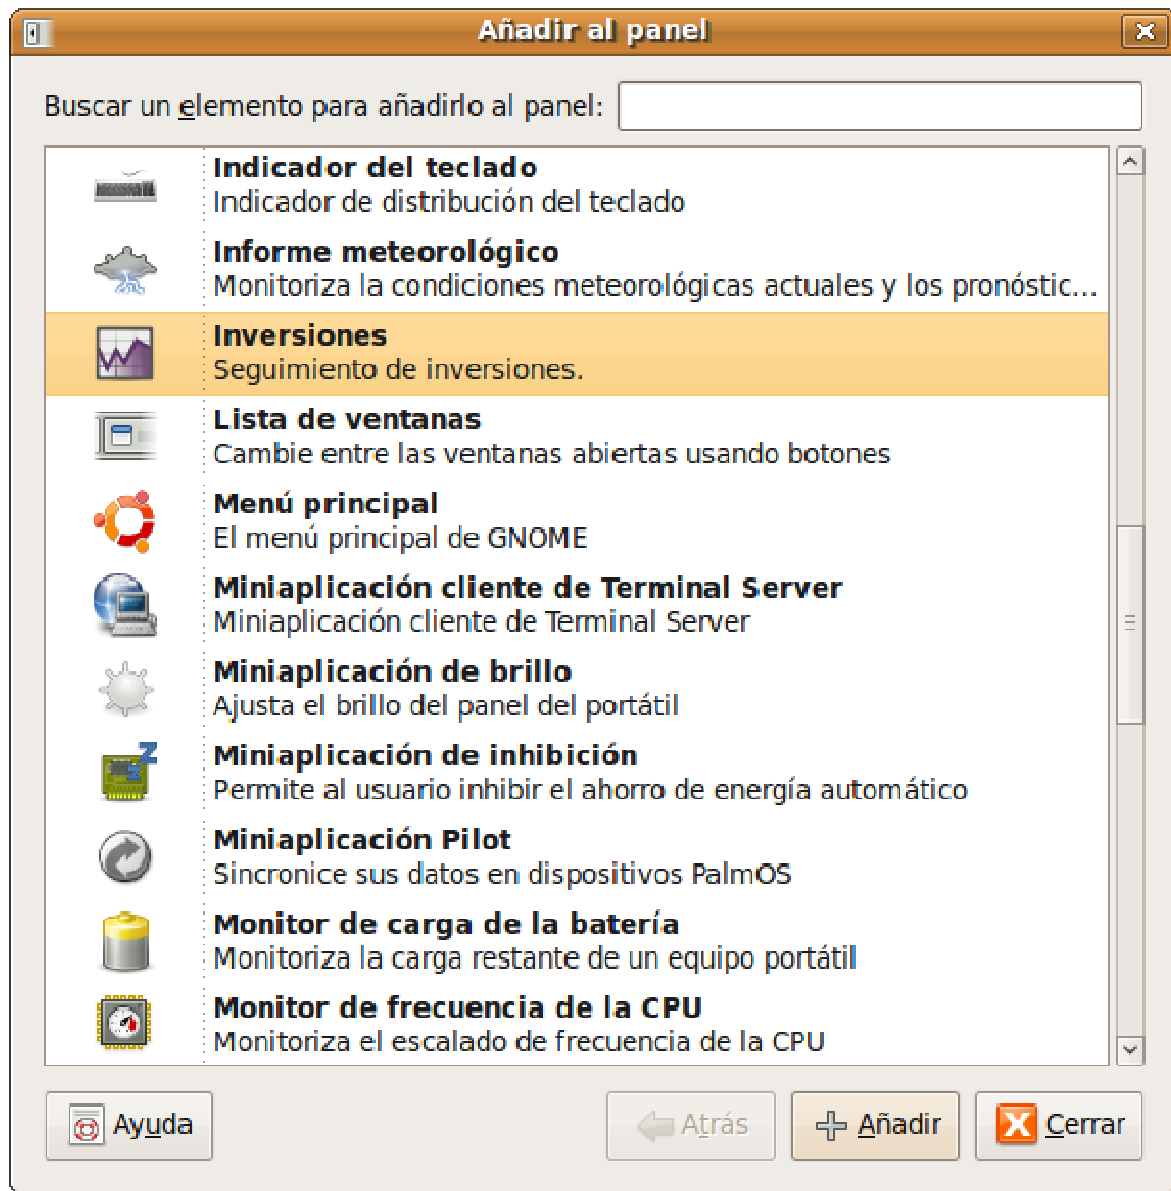 Añadir al panel
Buscar un elemento para añadirlo al panel:
Indicador del teclado
Indicador de distribución del teclado
Informe meteorológico
Monitoriza la condiciones meteorológicas actuales y los pronóstic...
Inversiones
Seguimiento de inversiones.
Lista de ventanas
Cambie entre las ventanas abiertas usando botones
Menú principal
El menú principal de GNOME
Miniaplicación cliente de Terminal Server
Miniaplicación cliente de Terminal Server
Miniaplicación de brillo
Ajusta el brillo del panel del portátil
Miniaplicación de inhibición
Permite al usuario inhibir el ahorro de energía automático
Miniaplicación Pilot
Sincronice sus datos en dispositivos PalmOS
Monitor de carga de la batería
Monitoriza la carga restante de un equipo portátil
Monitor de frecuencia de la CPU
Monitoriza el escalado de frecuencia de la CPU
Ayuda Atrás Añadir Cerrar